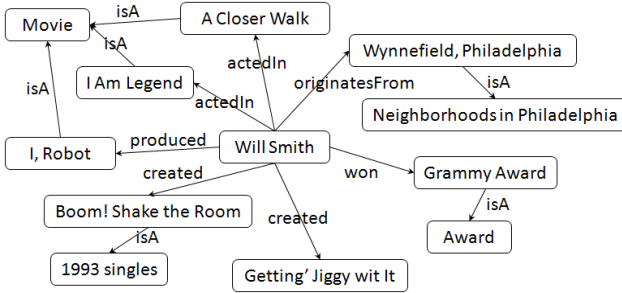 Movie
isA
A Closer Walk
isA
I Am Legend
actedIn
Wynnefield, Philadelphia
originatesFrom
isA
isA
actedIn
Neighborhoods in Philadelphia
I, Robot
produced
Will Smith
created
won
Grammy Award
Boom! Shake the Room
created
isA
isA
Award
1993 singles
Getting' Jiggy wit It